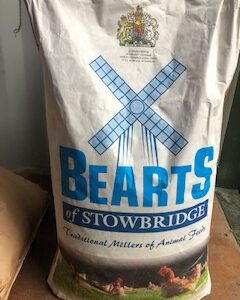 BEARTS
of STOWBRIDGE
Traditional Millers of Animal Feeds